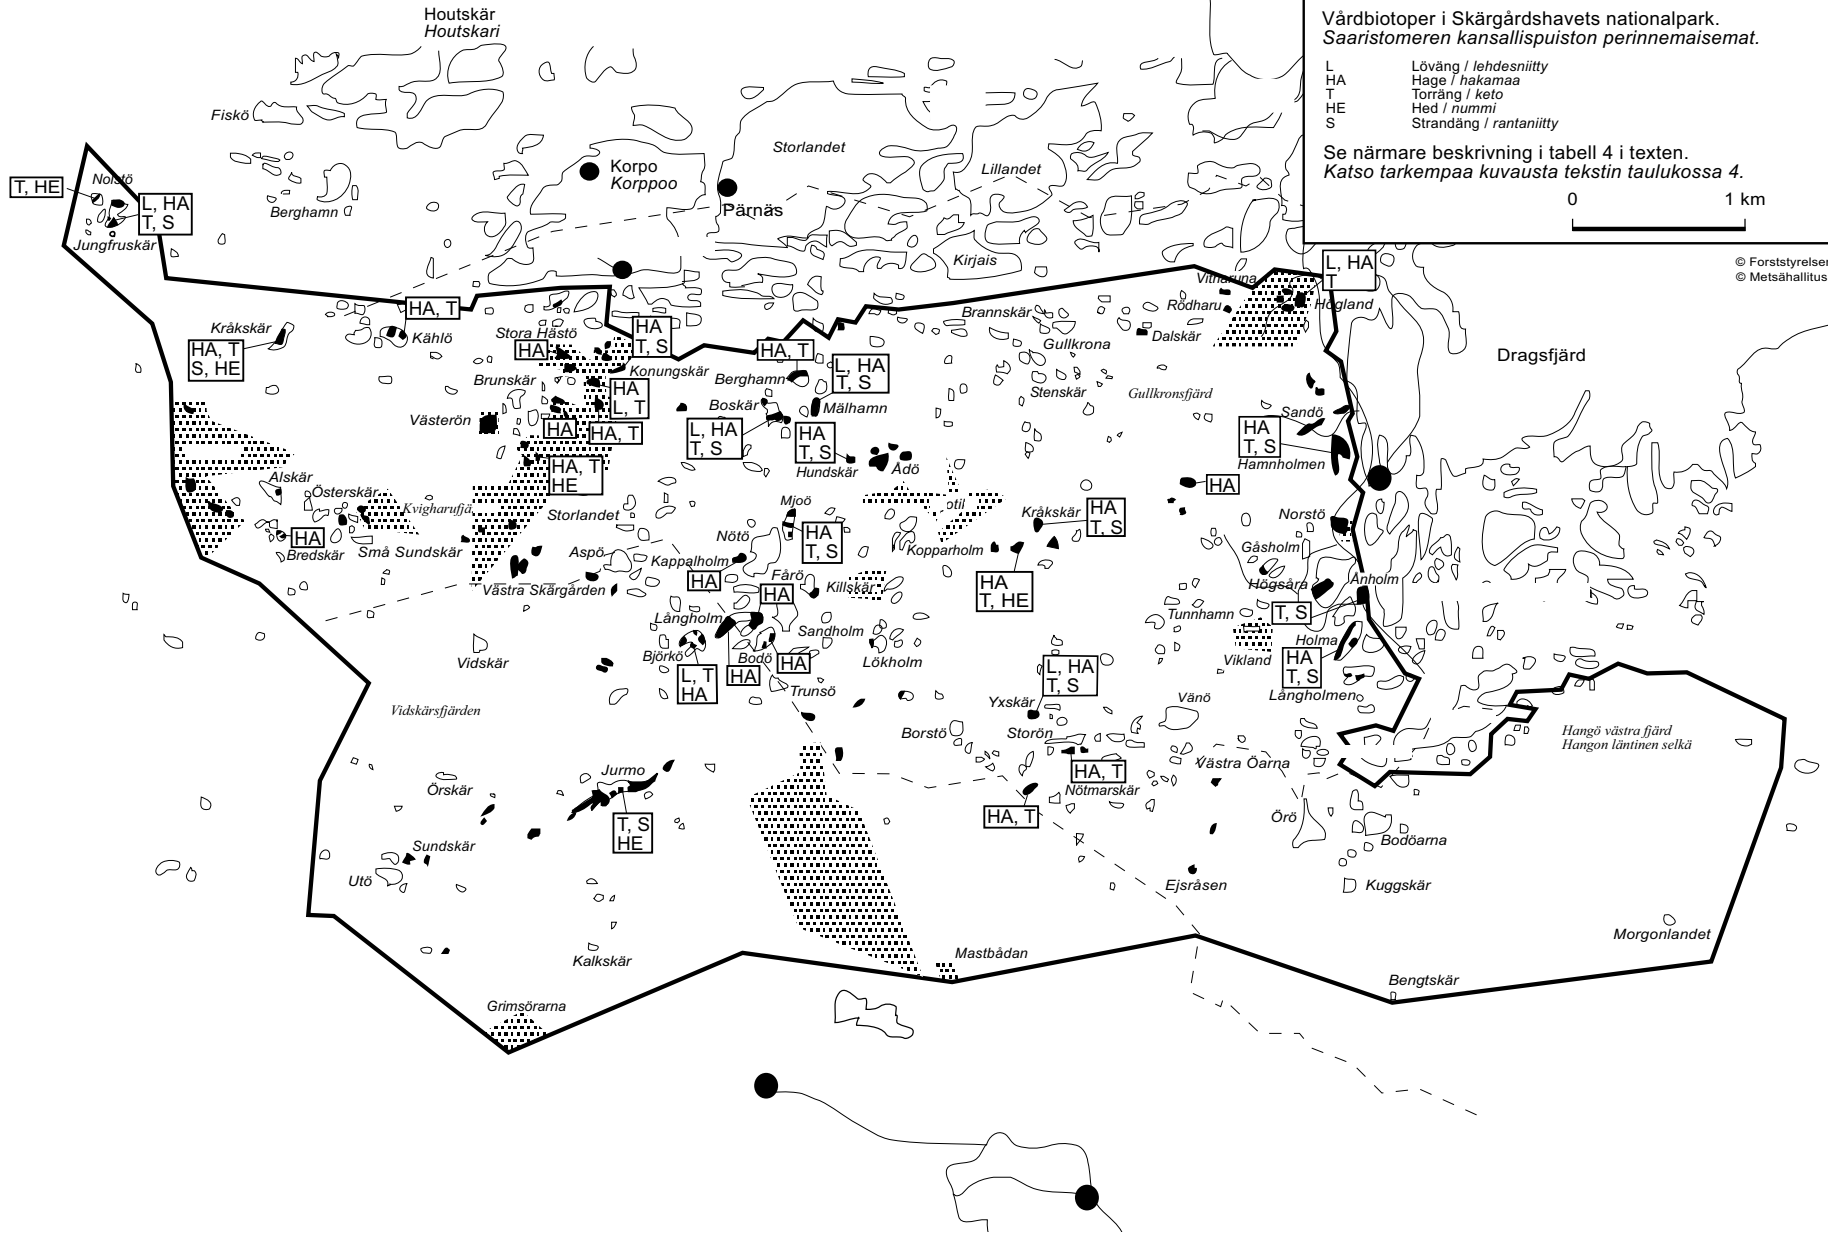 Houtskär
Houtskari
Vårdbiotoper i Skärgårdshavets nationalpark.
Saaristomeren kansallispuiston perinnemaisemat.
L Löväng / lehdesniitty
HA Hage / hakamaa
T Torräng / keto
HE Hed / nummi
S Strandäng / rantaniitty
Se närmare beskrivning i tabell 4 i texten.
Katso tarkempaa kuvausta tekstin taulukossa 4.
0 1 km
© Forststyrelsen
© Metsähallitus
Fiskö
Storlandet
Korpo
Korppoo
Lillandet
T, HE
Nolstö
L, HA
T, S
Berghamn
Pärnäs
Jungfruskär
Kirjais
L, HA
T
Vitharuna
Rödharu
Högland
HA, T
Brannskär
Kråkskär
Kählö
Stora Hästö
HA
T, S
HA, T
S, HE
HA
HA, T
Gullkrona
Dalskär
Dragsfjärd
Konungskär
Berghamn
L, HA
T, S
Brunskär
HA
L, T
Stenskär
Gullkronsfjärd
Västerön
Boskär
Mälhamn
HA
HA, T
L, HA
T, S
HA
T, S
Sandö
HA
T, S
Hamnholmen
HA, T
HE
Hundskär
Ådö
Alskär
Österskär
HA
Kvigharufjä
Storlandet
Mjoö
Kråkskär
HA
T, S
Norstö
HA
Bredskär
Små Sundskär
Aspö
Nötö
HA
T, S
Kopparholm
Gåsholm
Kappalholm
HA
Fårö
HA
Killskär
HA
T, HE
Högsåra
Ånholm
Västra Skärgården
T, S
Långholm
Sandholm
Tunnhamn
Holma
Vidskär
Björkö
Bodö
HA
Lökholm
Vikland
HA
T, S
L, T
HA
HA
L, HA
T, S
Långholmen
Trunsö
Yxskär
Vänö
Vidskärsfjärden
Borstö
Storön
Hangö västra fjärd
Hangon läntinen selkä
Jurmo
HA, T
Västra Öarna
Örskär
Nötmarskär
HA, T
Örö
T, S
HE
Sundskär
Bodöarna
Utö
Ejsråsen
Kuggskär
Morgonlandet
Kalkskär
Mastbådan
Bengtskär
Grimsörarna